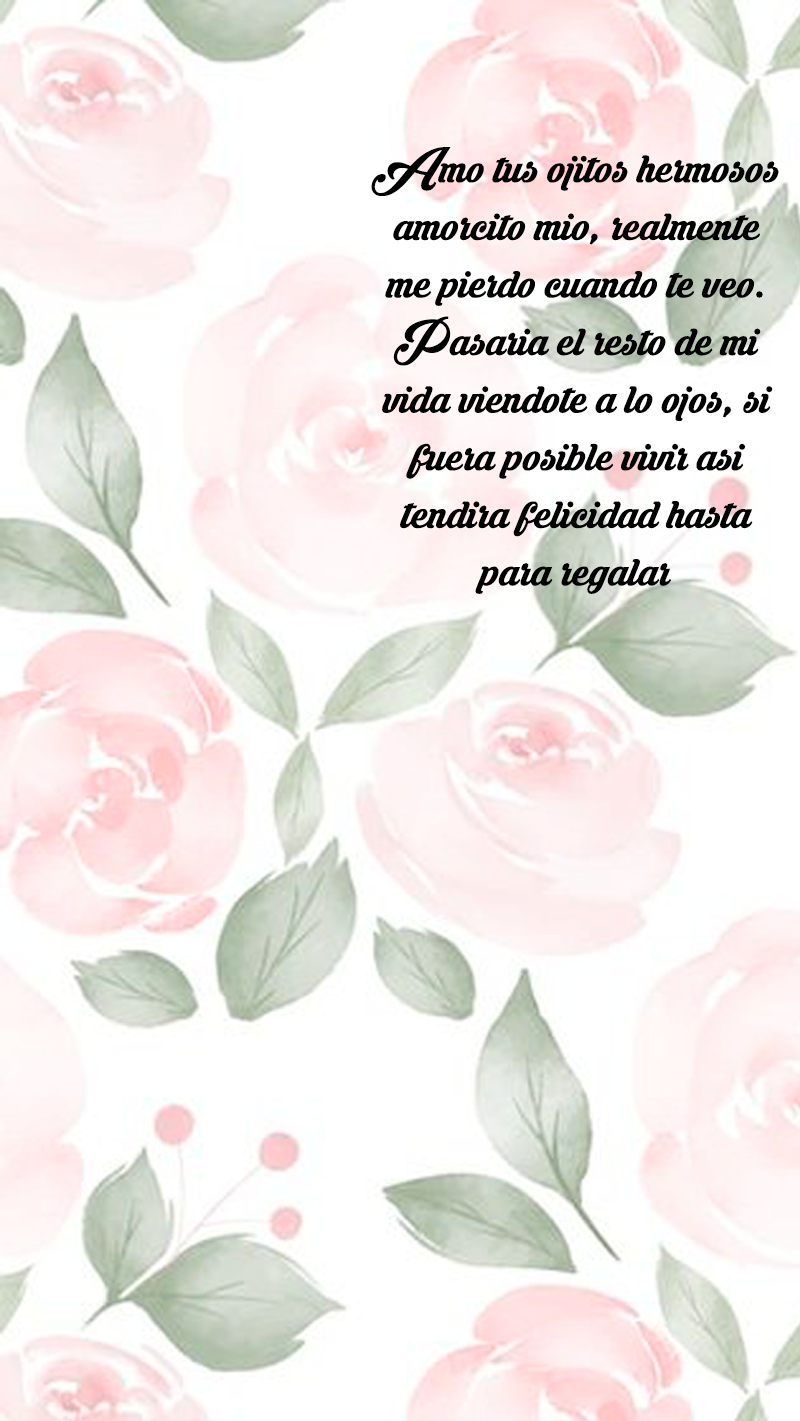 Amo tus ojitos hermosos
amorcito mio, realmente
me pierdo cuando te veo.
Pasaria el resto de mi
vida viendote a lo ojos, si
fuera posible vivir asi
tendira felicidad hasta
para regalar